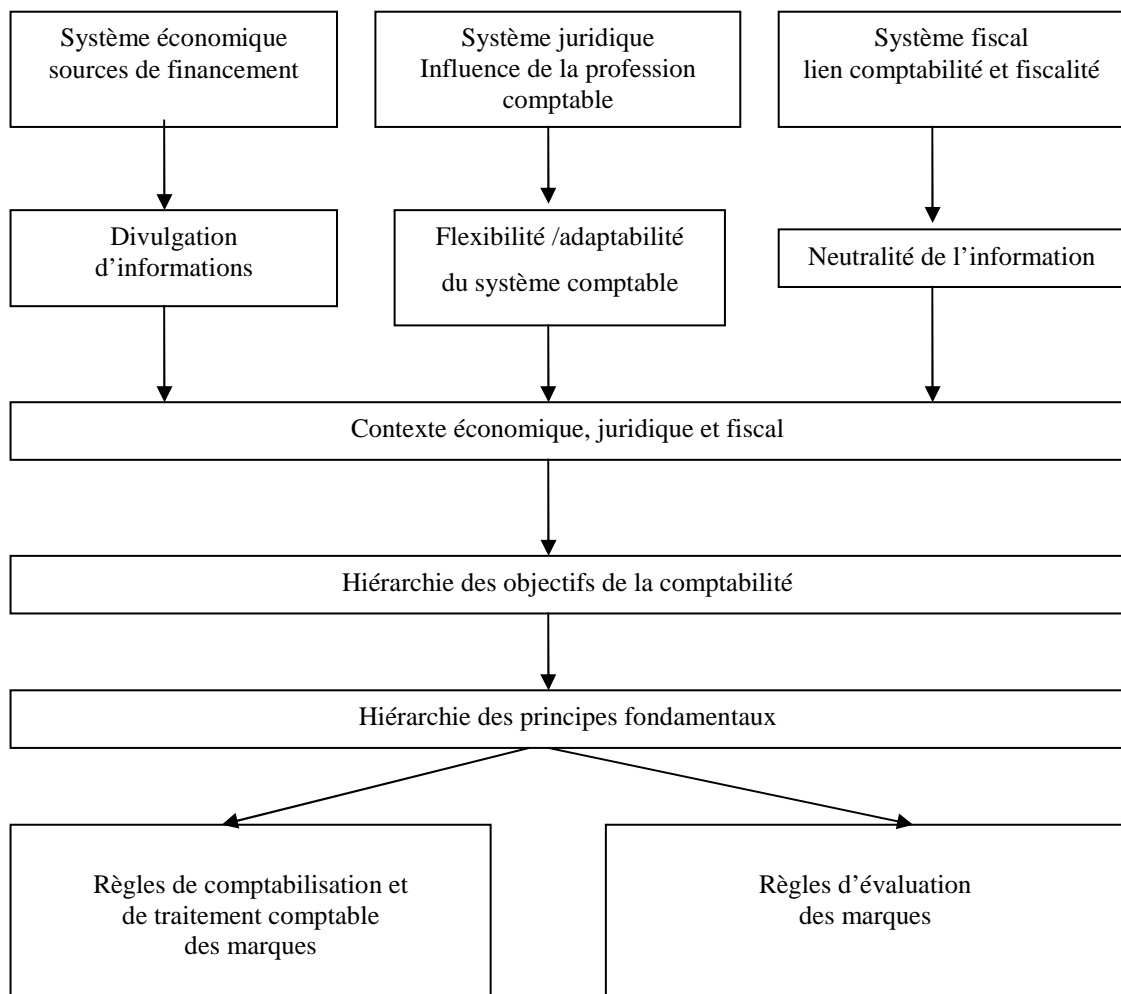 Système économique
sources de financement
Système juridique
Influence de la profession
comptable
Système fiscal
lien comptabilité et fiscalité
Divulgation
d’informations
Flexibilité /adaptabilité
du système comptable
Neutralité de l’information
Contexte économique, juridique et fiscal
Hiérarchie des objectifs de la comptabilité
Hiérarchie des principes fondamentaux
Règles de comptabilisation et
de traitement comptable
des marques
Règles d’évaluation
des marques